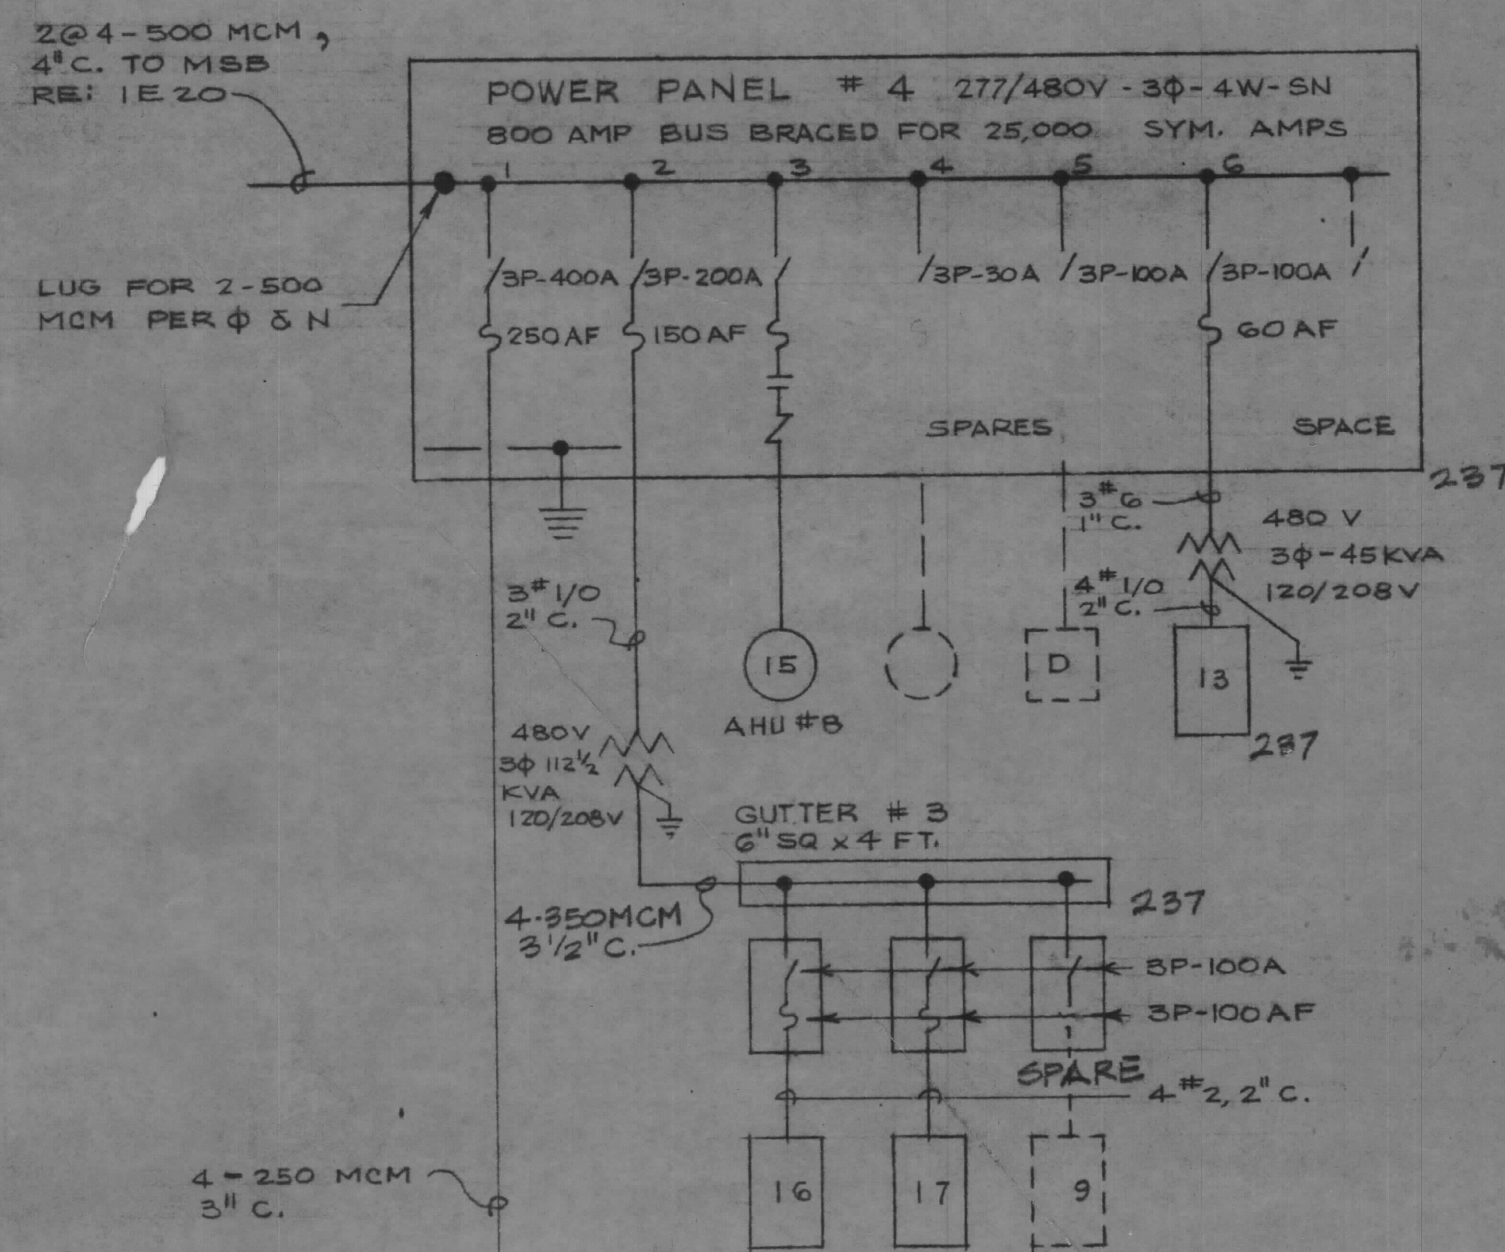 2@4-500 MCM,
4"C. TO MSB
RE: 1E20
POWER PANEL #4 277/480V-3Φ-4W-SN
800 AMP BUS BRACED FOR 25,000 SYM. AMPS
1 2 3 4 5 6
LUG FOR 2-500
MCM PER Φ & N
3P-400A 3P-200A 3P-30A 3P-100A 3P-100A
250AF 150AF 60AF
SPARES SPACE
237
3#6
1" C.
480 V
3Φ-45KVA
120/208V
4#1/0
2" C.
3#1/0
2" C.
15
AHU #8
D
13
237
480V
3Φ 112½
KVA
120/208V
GUTTER # 3
6" SQ x 4 FT.
237
4-350MCM
3 1/2" C.
3P-100A
3P-100AF
SPARE
4#2, 2" C.
4-250 MCM
3" C.
16 17 9